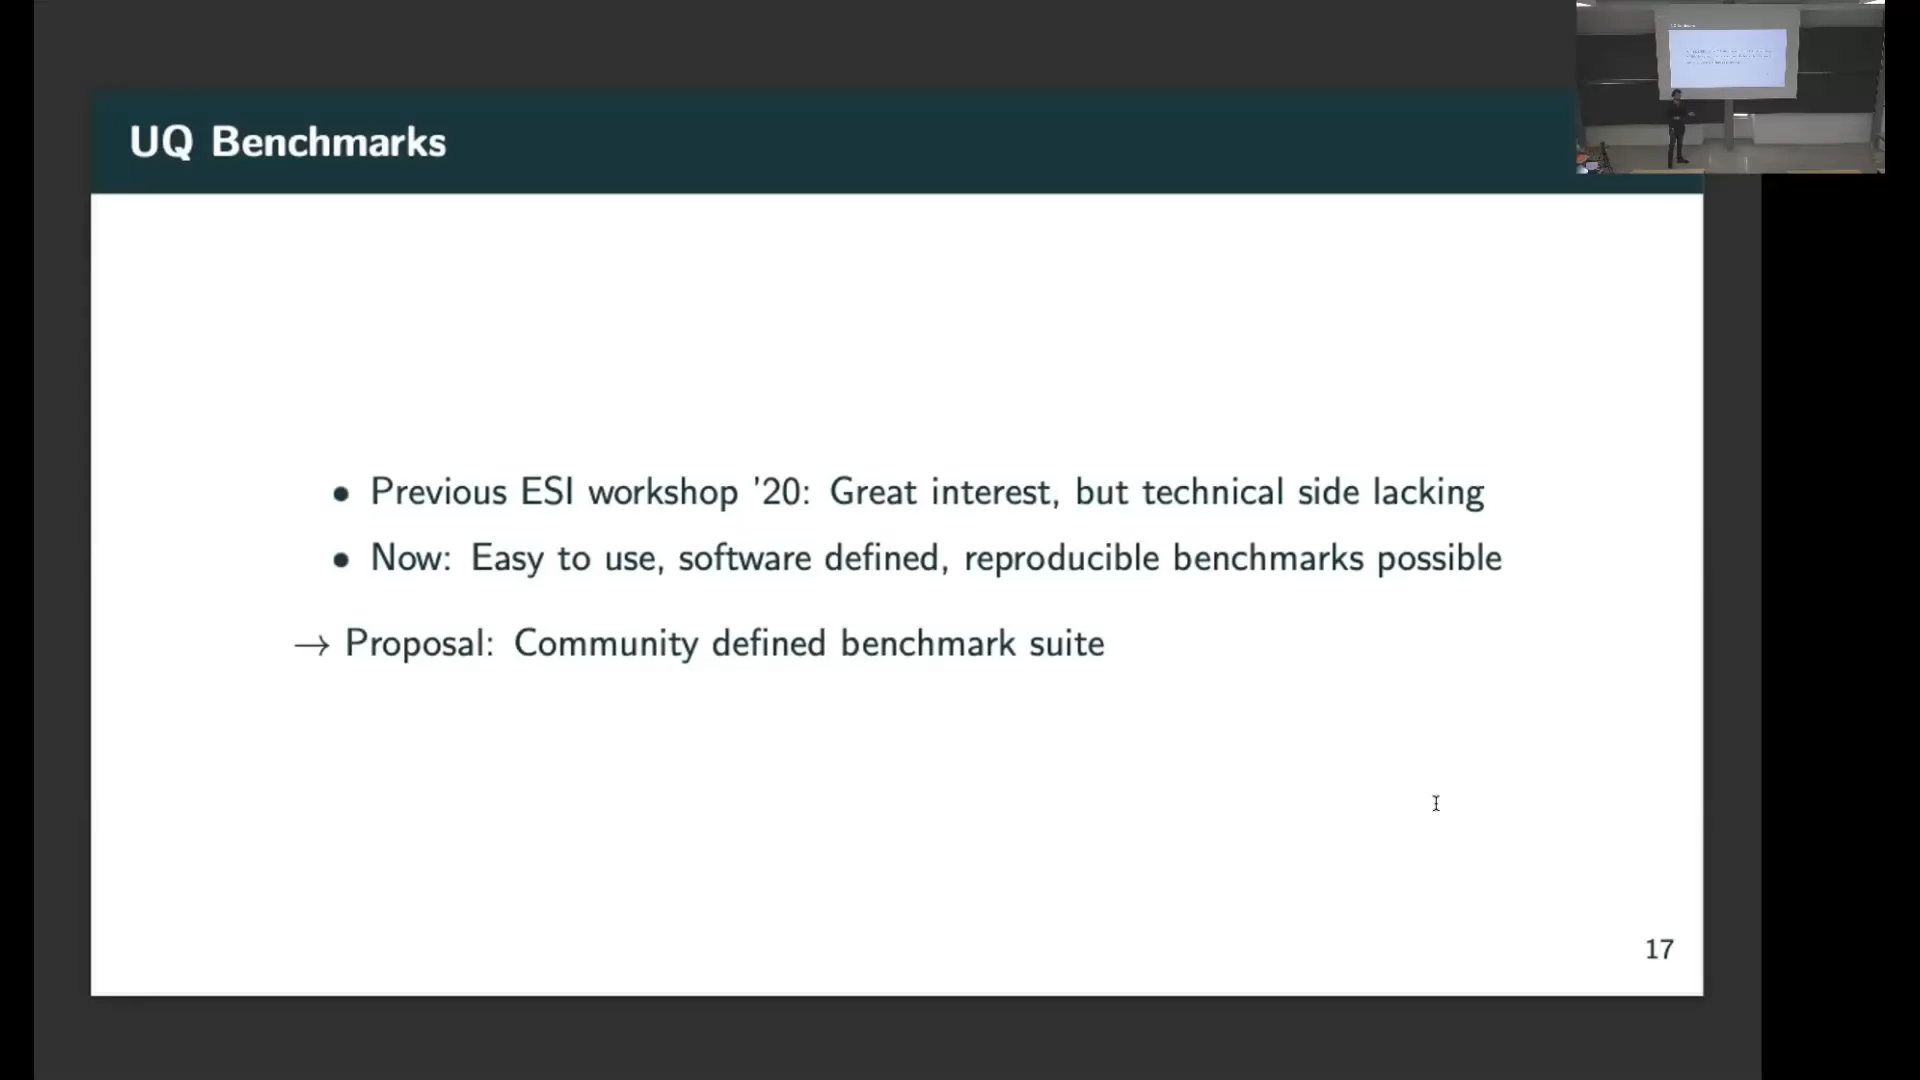 UQ Benchmarks
• Previous ESI workshop ’20: Great interest, but technical side lacking
• Now: Easy to use, software defined, reproducible benchmarks possible
→ Proposal: Community defined benchmark suite
17